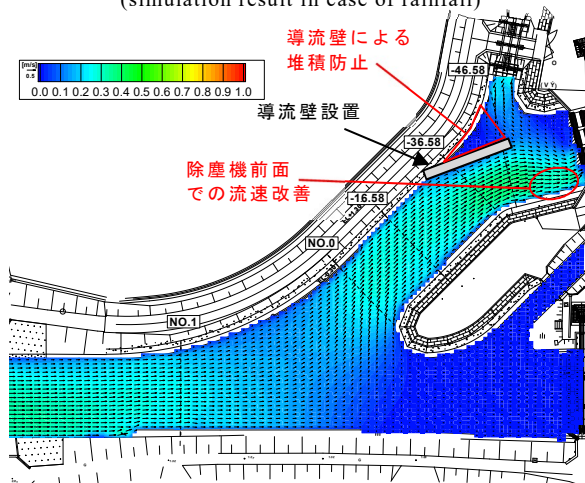 (simulation result in case of rainfall)
導流壁による
堆積防止
[m/s]
0.5
0.0 0.1 0.2 0.3 0.4 0.5 0.6 0.7 0.8 0.9 1.0
-46.58
導流壁設置
-36.58
除塵機前面
での流速改善
-16.58
NO.0
NO.1